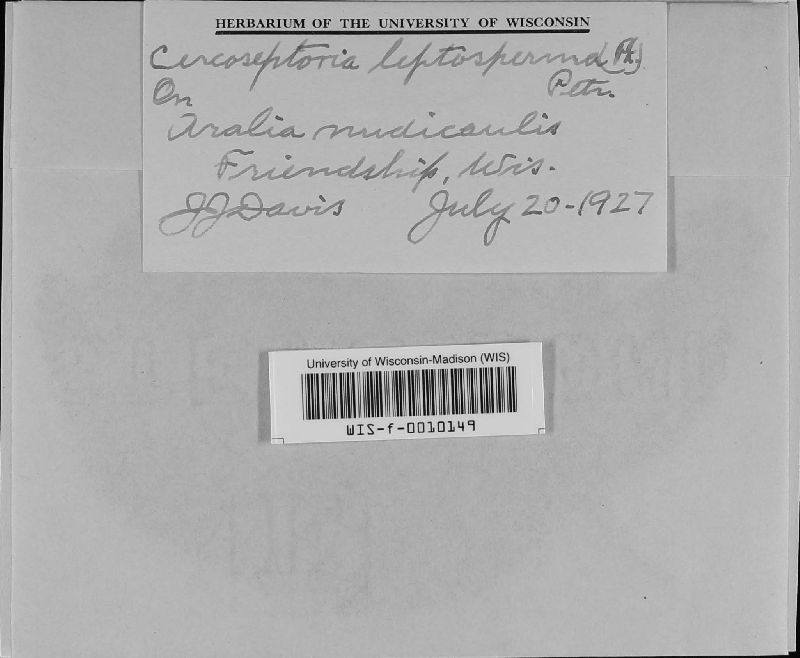 HERBARIUM OF THE UNIVERSITY OF WISCONSIN
Cercoseptoria leptosperma (Pk.)
Petr.
On
Aralia nudicaulis
Friendship, Wis.
JJ Davis July 20-1927
University of Wisconsin-Madison (WIS)
WIS-f-0010149